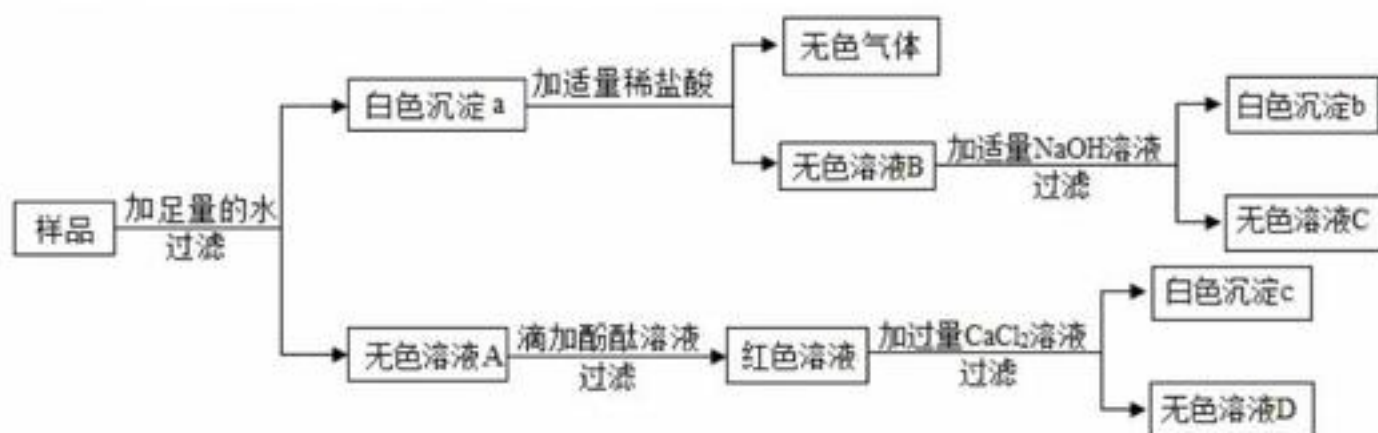 无色气体
白色沉淀a
加适量稀盐酸
白色沉淀b
无色溶液B
加适量NaOH溶液
过滤
样品
加足量的水
过滤
无色溶液C
白色沉淀c
无色溶液A
滴加酚酞溶液
过滤
红色溶液
加过量CaCl₂溶液
过滤
无色溶液D